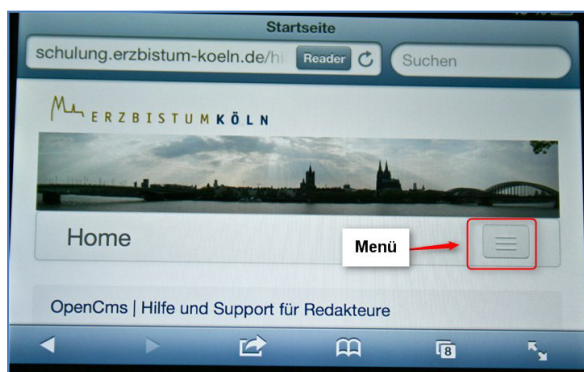 Startseite
schulung.erzbistum-koeln.de/hi Reader Suchen
ERZBISTUMKÖLN
Home
Menü
OpenCms | Hilfe und Support für Redakteure
8